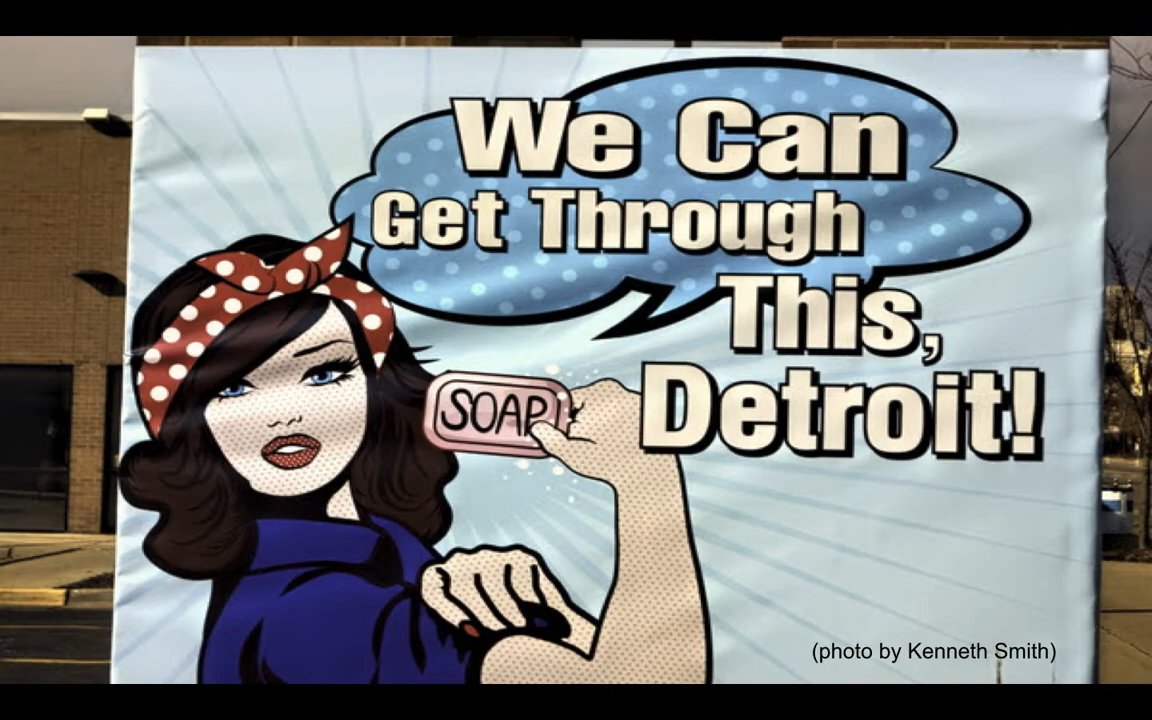 We Can
Get Through
This,
Detroit!
SOAP
(photo by Kenneth Smith)